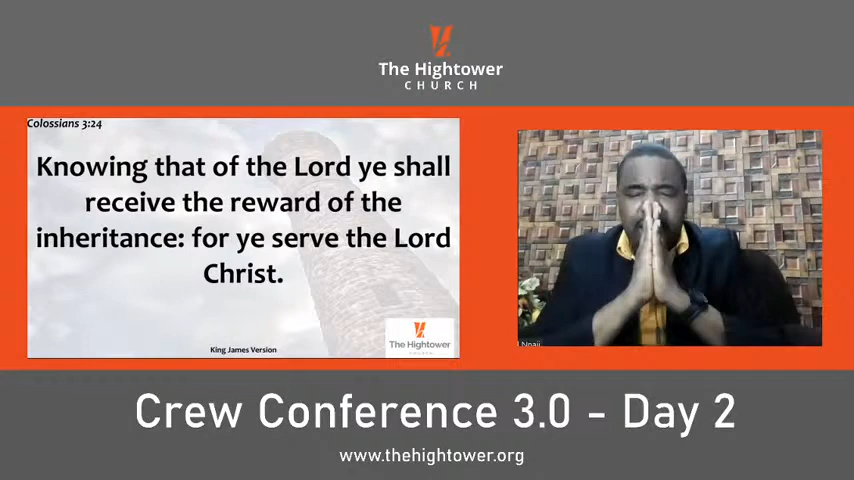 The Hightower
CHURCH
Colossians 3:24
Knowing that of the Lord ye shall
receive the reward of the
inheritance: for ye serve the Lord
Christ.
King James Version
The Hightower
CHURCH
Crew Conference 3.0 - Day 2
www.thehightower.org